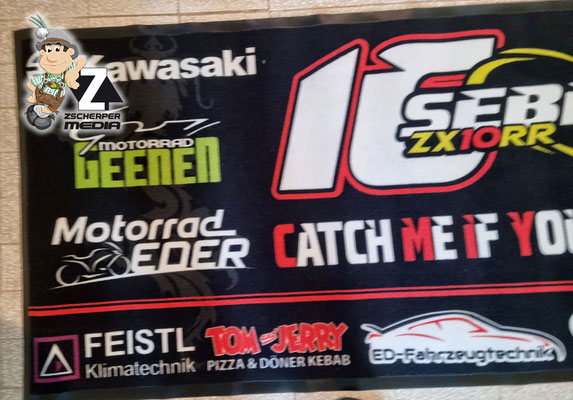 Z
ZSCHERPER
MEDIA
Kawasaki
16
ZX10RR
MOTORRAD
GEENEN
Motorrad
EDER
CATCH ME IF YOU
FEISTL
Klimatechnik
TOM AND JERRY
PIZZA & DÖNER KEBAB
ED-Fahrzeugtechnik